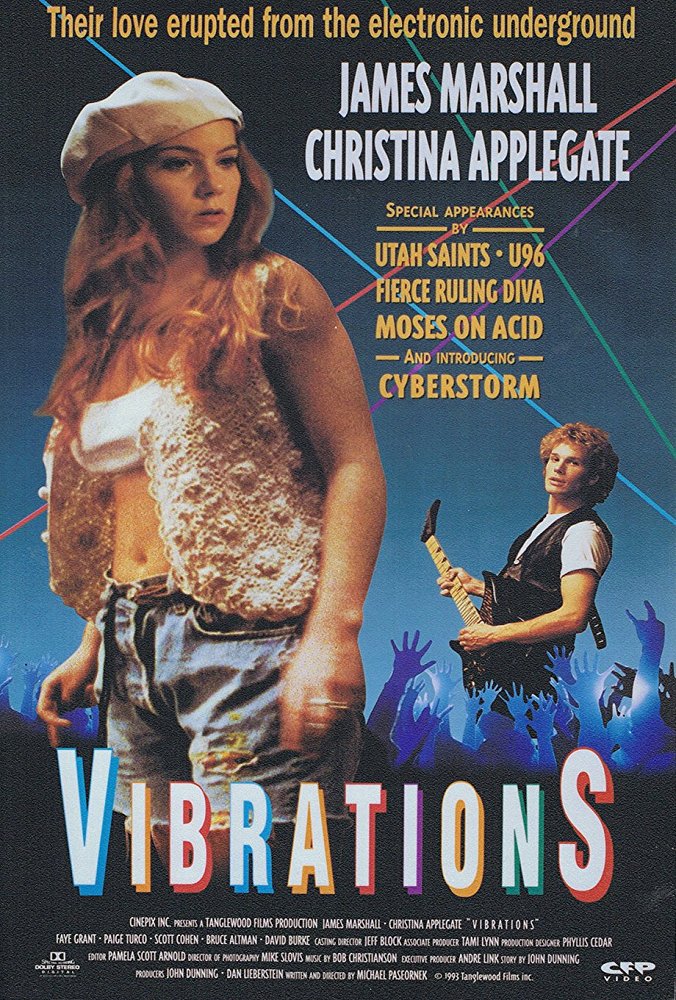 Their love erupted from the electronic underground
JAMES MARSHALL
CHRISTINA APPLEGATE
SPECIAL APPEARANCES
BY
UTAH SAINTS • U96
FIERCE RULING DIVA
MOSES ON ACID
AND INTRODUCING
CYBERSTORM
VIBRATIONS
CINEPIX INC. PRESENTS A TANGLEWOOD FILMS PRODUCTION JAMES MARSHALL • CHRISTINA APPLEGATE "VIBRATIONS"
FAYE GRANT • PAIGE TURCO • SCOTT COHEN • BRUCE ALTMAN • DAVID BURKE CASTING DIRECTOR JEFF BLOCK ASSOCIATE PRODUCER TAMI LYNN PRODUCTION DESIGNER PHYLLIS CEDAR
EDITOR PAMELA SCOTT ARNOLD DIRECTOR OF PHOTOGRAPHY MIKE SLOVIS MUSIC BY BOB CHRISTIANSON EXECUTIVE PRODUCER ANDRE LINK STORY BY JOHN DUNNING
PRODUCERS JOHN DUNNING • DAN LIEBERSTEIN WRITTEN AND DIRECTED BY MICHAEL PASEORNEK © 1993 Tanglewood Films inc.
DOLBY STEREO
DIGITAL
CFP
VIDEO